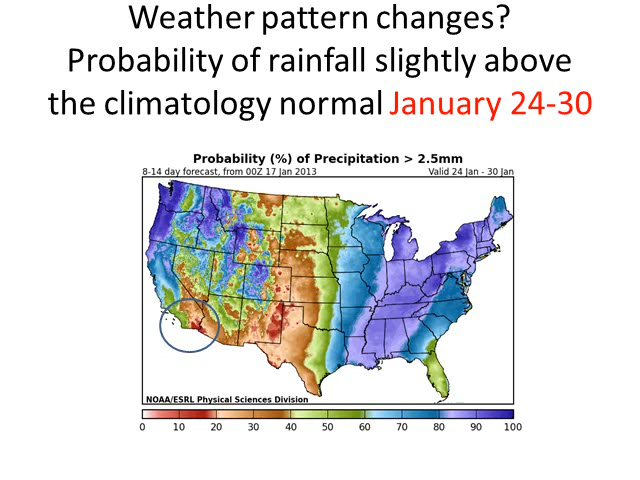 Weather pattern changes?
Probability of rainfall slightly above
the climatology normal January 24-30
Probability (%) of Precipitation > 2.5mm
8-14 day forecast, from 00Z 17 Jan 2013 Valid 24 Jan - 30 Jan
NOAA/ESRL Physical Sciences Division
0 10 20 30 40 50 60 70 80 90 100